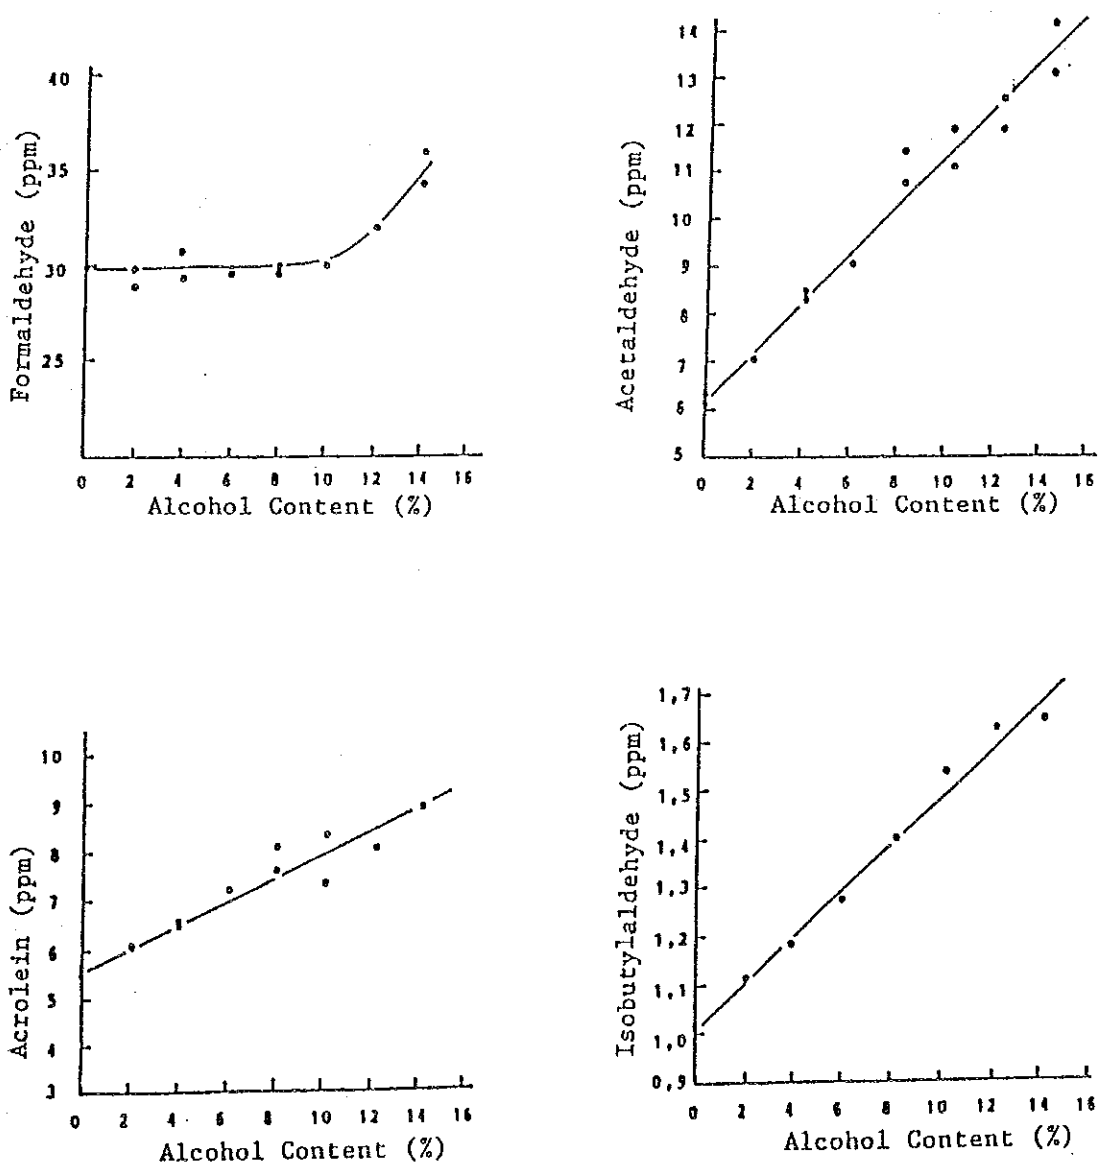 40
35
30
25
Formaldehyde (ppm)
0 2 4 6 8 10 12 14 16
Alcohol Content (%)
14
13
12
11
10
9
8
7
6
5
Acetaldehyde (ppm)
0 2 4 6 8 10 12 14 16
Alcohol Content (%)
10
9
8
7
6
5
4
3
Acrolein (ppm)
0 2 4 6 8 10 12 14 16
Alcohol Content (%)
1,7
1,6
1,5
1,4
1,3
1,2
1,1
1,0
0,9
Isobutylaldehyde (ppm)
0 2 4 6 8 10 12 14 16
Alcohol Content (%)